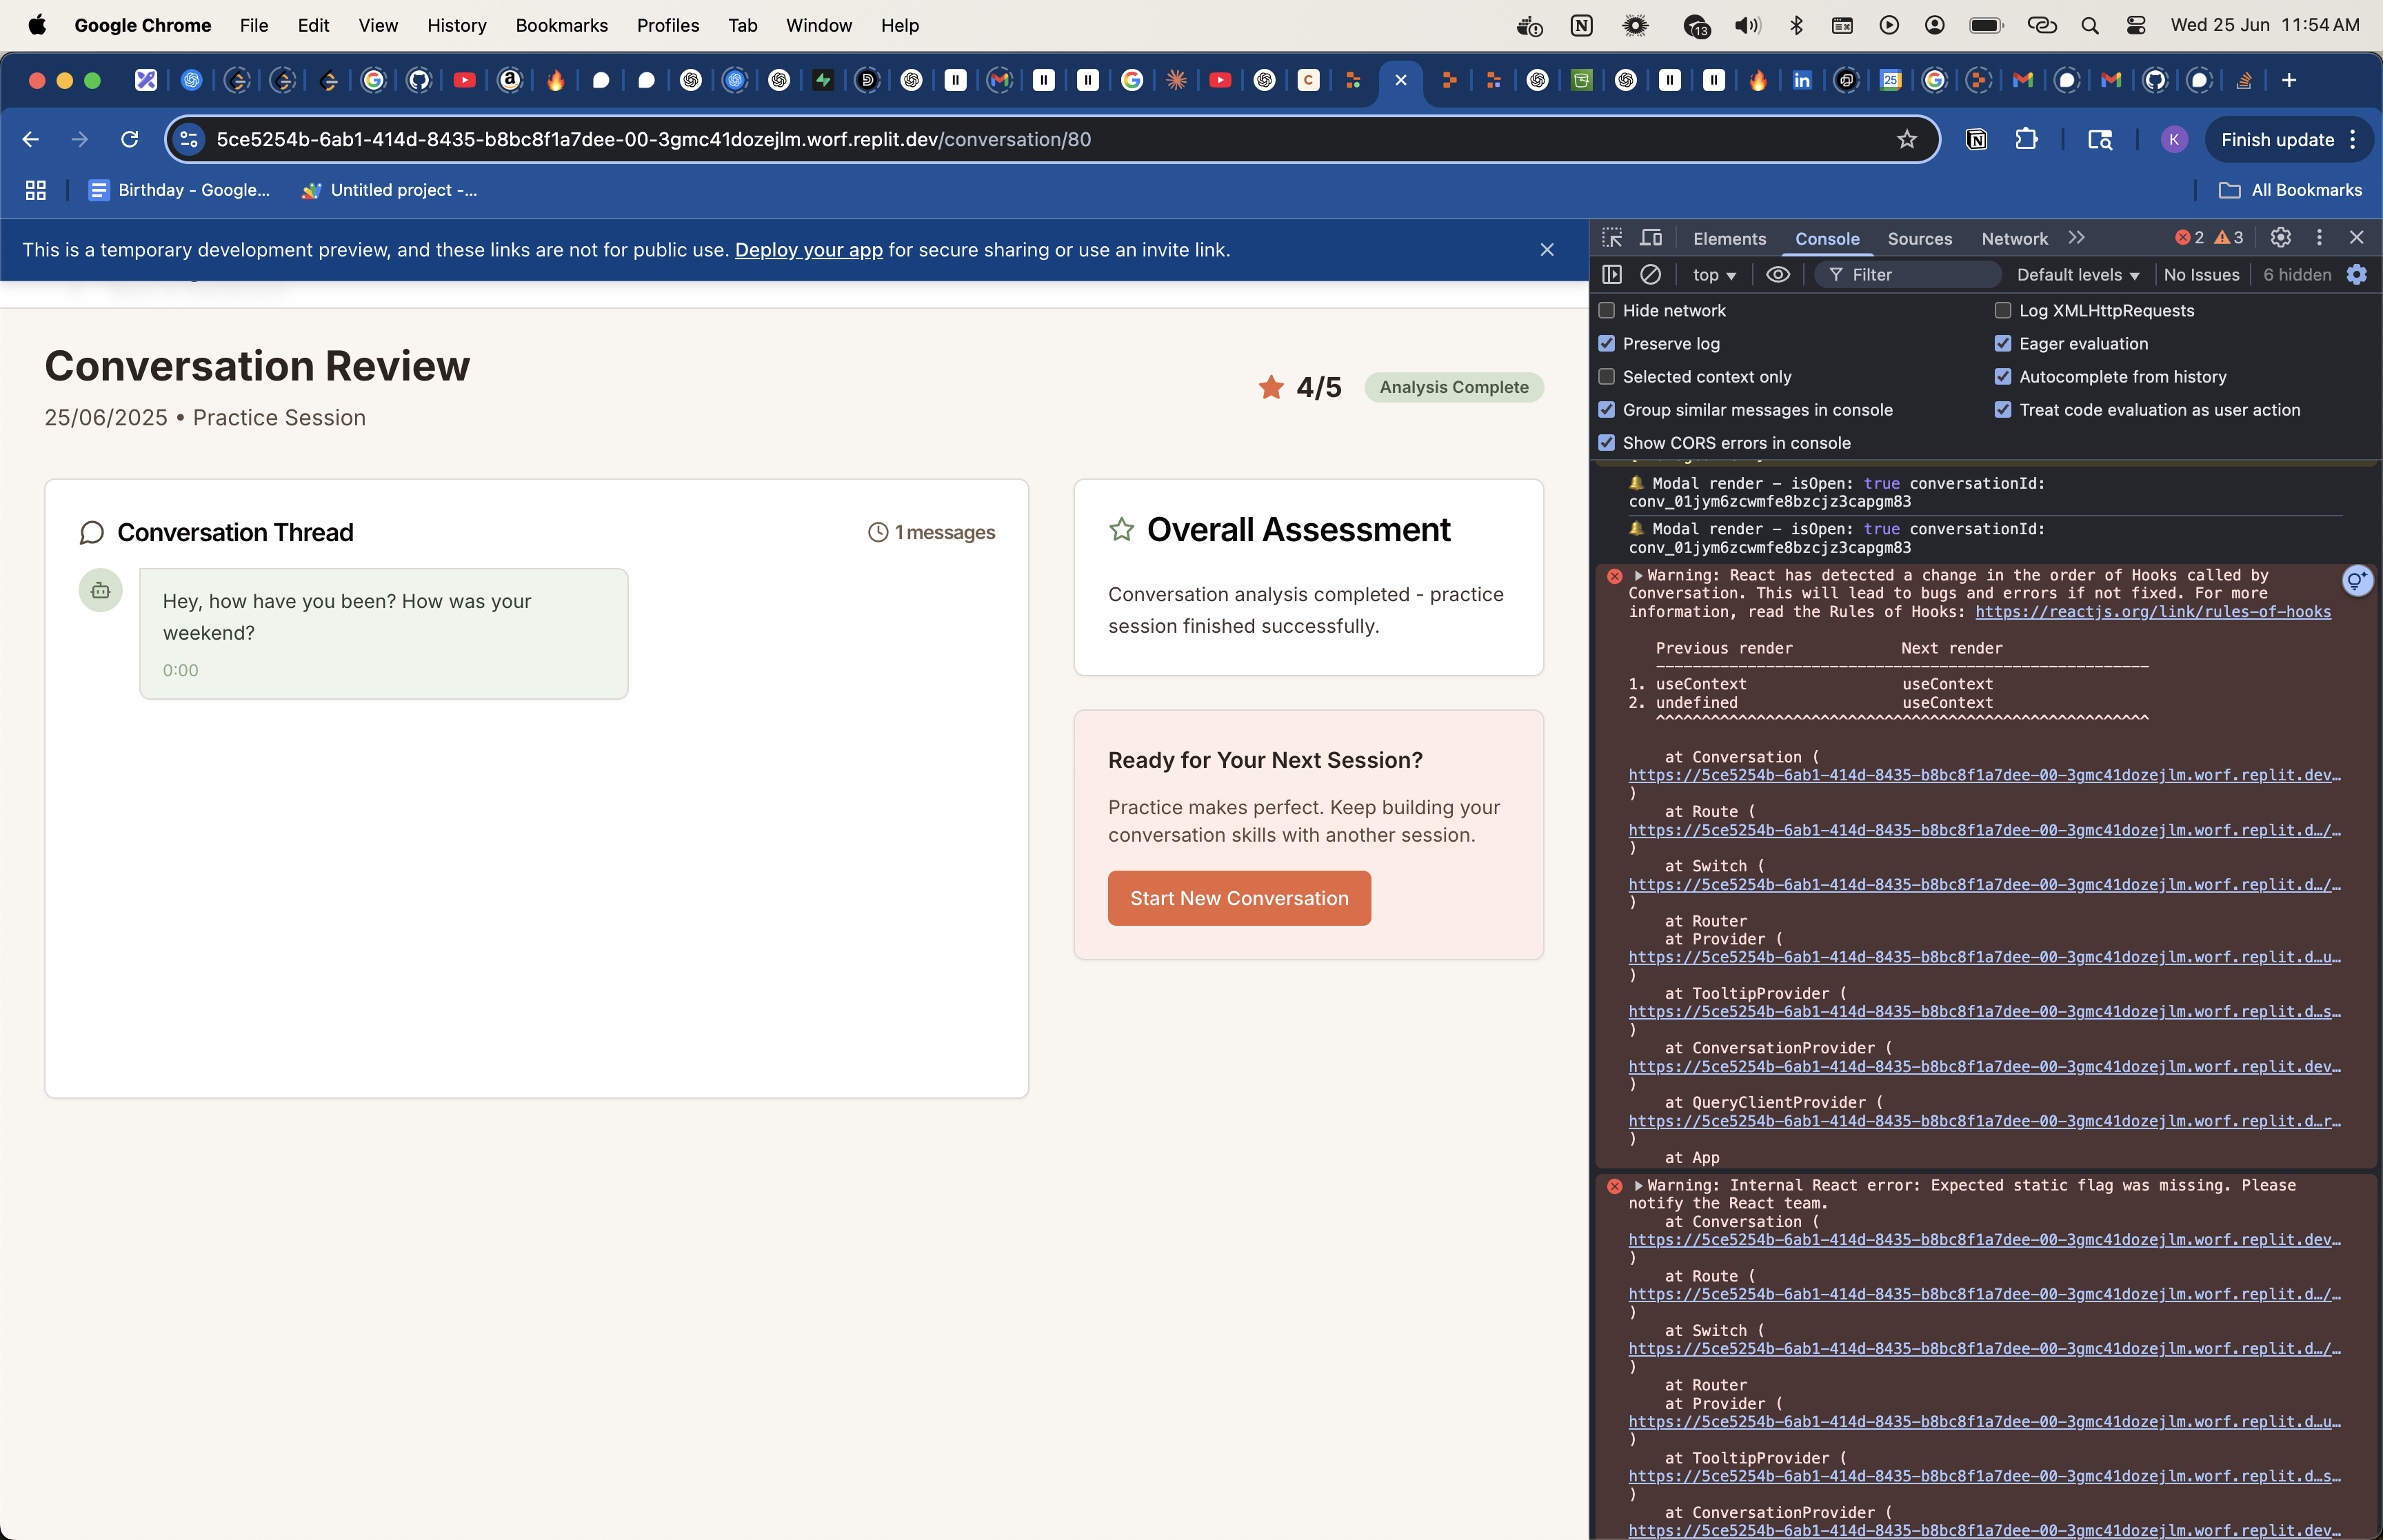 Google Chrome File Edit View History Bookmarks Profiles Tab Window Help 13 Wed 25 Jun 11:54 AM
5ce5254b-6ab1-414d-8435-b8bc8f1a7dee-00-3gmc41dozejlm.worf.replit.dev/conversation/80
K Finish update
Birthday - Google... Untitled project -... All Bookmarks
This is a temporary development preview, and these links are not for public use. Deploy your app for secure sharing or use an invite link.
Conversation Review
25/06/2025 • Practice Session
4/5 Analysis Complete
Conversation Thread
1 messages
Hey, how have you been? How was your
weekend?
0:00
Overall Assessment
Conversation analysis completed - practice
session finished successfully.
Ready for Your Next Session?
Practice makes perfect. Keep building your
conversation skills with another session.
Start New Conversation
Elements Console Sources Network 2 3
top Filter Default levels No Issues 6 hidden
Hide network Log XMLHttpRequests
Preserve log Eager evaluation
Selected context only Autocomplete from history
Group similar messages in console Treat code evaluation as user action
Show CORS errors in console
🔔 Modal render – isOpen: true conversationId:
conv_01jym6zcwmfe8bzcjz3capgm83
🔔 Modal render – isOpen: true conversationId:
conv_01jym6zcwmfe8bzcjz3capgm83
Warning: React has detected a change in the order of Hooks called by
Conversation. This will lead to bugs and errors if not fixed. For more
information, read the Rules of Hooks: https://reactjs.org/link/rules-of-hooks
Previous render Next render
------------------------------------------------------
1. useContext useContext
2. undefined useContext
^^^^^^^^^^^^^^^^^^^^^^^^^^^^^^^^^^^^^^^^^^^^^^^^^^^^^^
at Conversation (
https://5ce5254b-6ab1-414d-8435-b8bc8f1a7dee-00-3gmc41dozejlm.worf.replit.dev…
)
at Route (
https://5ce5254b-6ab1-414d-8435-b8bc8f1a7dee-00-3gmc41dozejlm.worf.replit.d…/…
)
at Switch (
https://5ce5254b-6ab1-414d-8435-b8bc8f1a7dee-00-3gmc41dozejlm.worf.replit.d…/…
)
at Router
at Provider (
https://5ce5254b-6ab1-414d-8435-b8bc8f1a7dee-00-3gmc41dozejlm.worf.replit.d…u…
)
at TooltipProvider (
https://5ce5254b-6ab1-414d-8435-b8bc8f1a7dee-00-3gmc41dozejlm.worf.replit.d…s…
)
at ConversationProvider (
https://5ce5254b-6ab1-414d-8435-b8bc8f1a7dee-00-3gmc41dozejlm.worf.replit.dev…
)
at QueryClientProvider (
https://5ce5254b-6ab1-414d-8435-b8bc8f1a7dee-00-3gmc41dozejlm.worf.replit.d…r…
)
at App
Warning: Internal React error: Expected static flag was missing. Please
notify the React team.
at Conversation (
https://5ce5254b-6ab1-414d-8435-b8bc8f1a7dee-00-3gmc41dozejlm.worf.replit.dev…
)
at Route (
https://5ce5254b-6ab1-414d-8435-b8bc8f1a7dee-00-3gmc41dozejlm.worf.replit.d…/…
)
at Switch (
https://5ce5254b-6ab1-414d-8435-b8bc8f1a7dee-00-3gmc41dozejlm.worf.replit.d…/…
)
at Router
at Provider (
https://5ce5254b-6ab1-414d-8435-b8bc8f1a7dee-00-3gmc41dozejlm.worf.replit.d…u…
)
at TooltipProvider (
https://5ce5254b-6ab1-414d-8435-b8bc8f1a7dee-00-3gmc41dozejlm.worf.replit.d…s…
)
at ConversationProvider (
https://5ce5254b-6ab1-414d-8435-b8bc8f1a7dee-00-3gmc41dozejlm.worf.replit.dev…